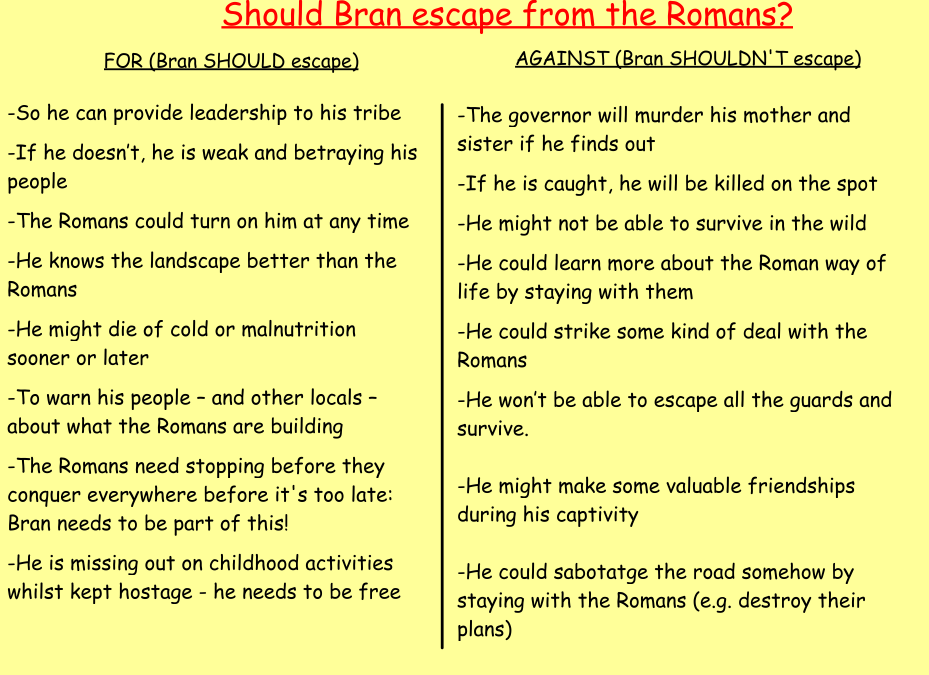 Should Bran escape from the Romans?
FOR (Bran SHOULD escape)
-So he can provide leadership to his tribe
-If he doesn’t, he is weak and betraying his
people
-The Romans could turn on him at any time
-He knows the landscape better than the
Romans
-He might die of cold or malnutrition
sooner or later
-To warn his people – and other locals –
about what the Romans are building
-The Romans need stopping before they
conquer everywhere before it's too late:
Bran needs to be part of this!
-He is missing out on childhood activities
whilst kept hostage - he needs to be free
AGAINST (Bran SHOULDN'T escape)
-The governor will murder his mother and
sister if he finds out
-If he is caught, he will be killed on the spot
-He might not be able to survive in the wild
-He could learn more about the Roman way of
life by staying with them
-He could strike some kind of deal with the
Romans
-He won’t be able to escape all the guards and
survive.
-He might make some valuable friendships
during his captivity
-He could sabotatge the road somehow by
staying with the Romans (e.g. destroy their
plans)